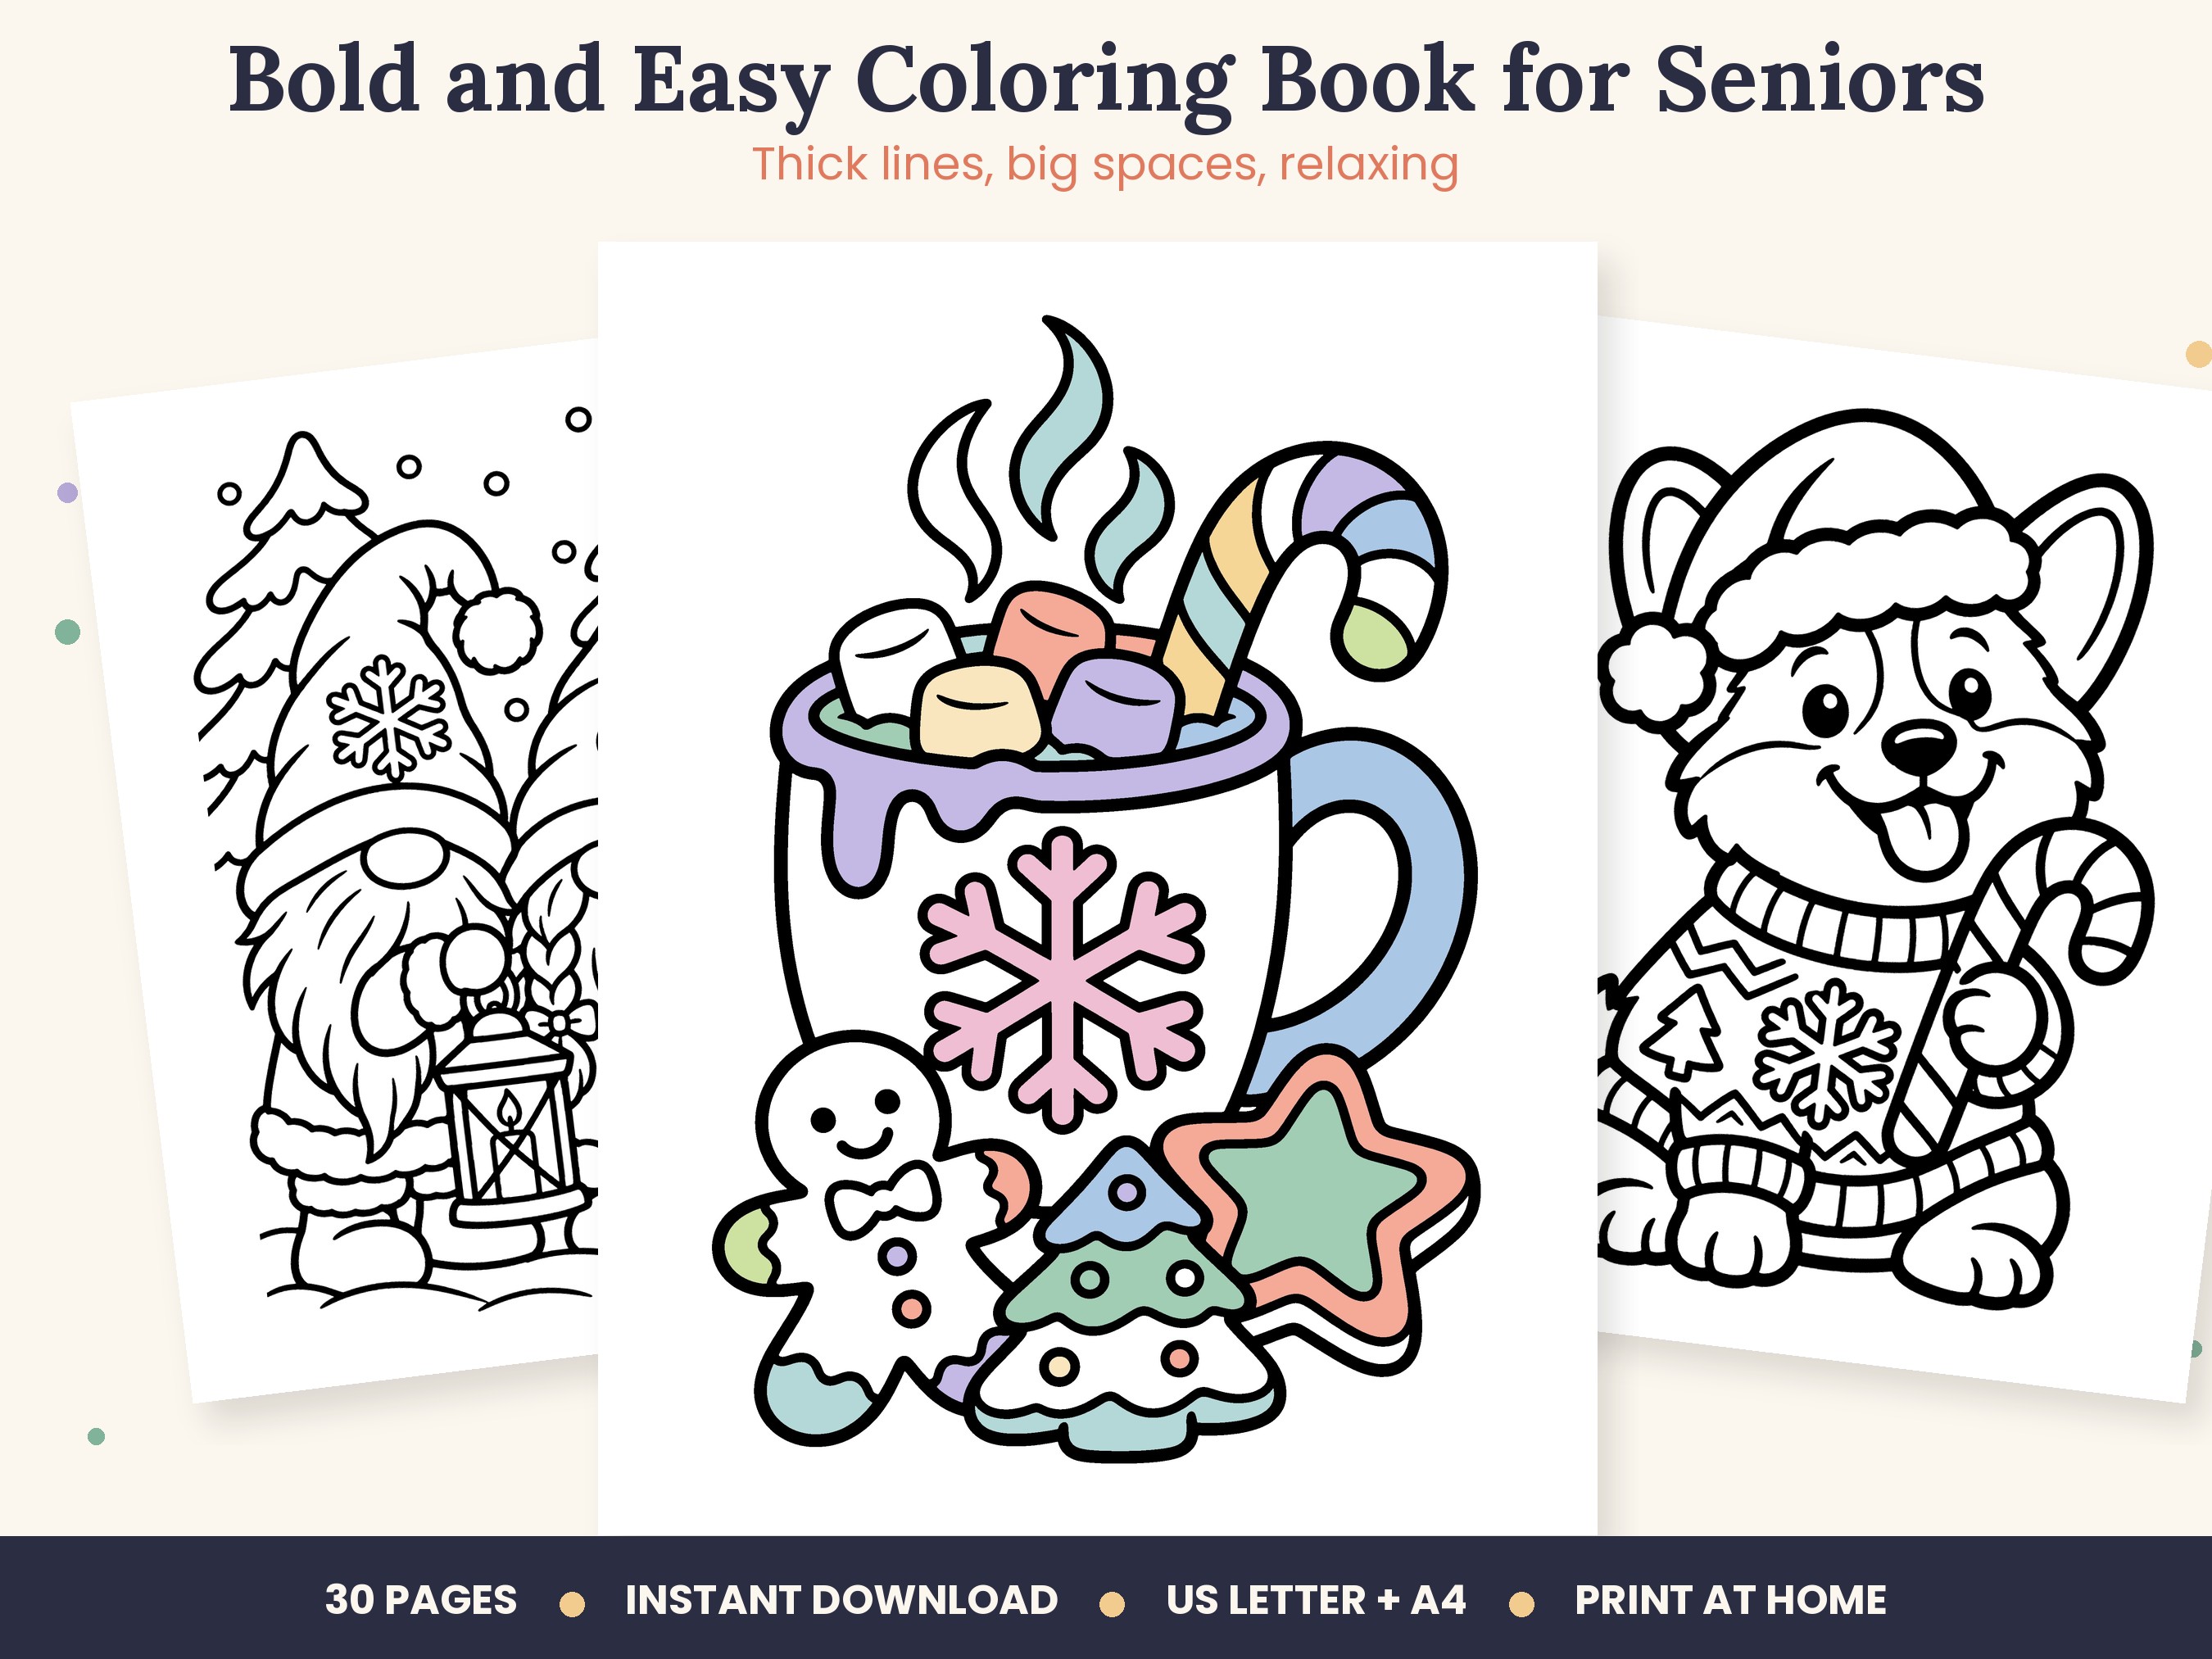 Bold and Easy Coloring Book for Seniors
Thick lines, big spaces, relaxing
30 PAGES ● INSTANT DOWNLOAD ● US LETTER + A4 ● PRINT AT HOME